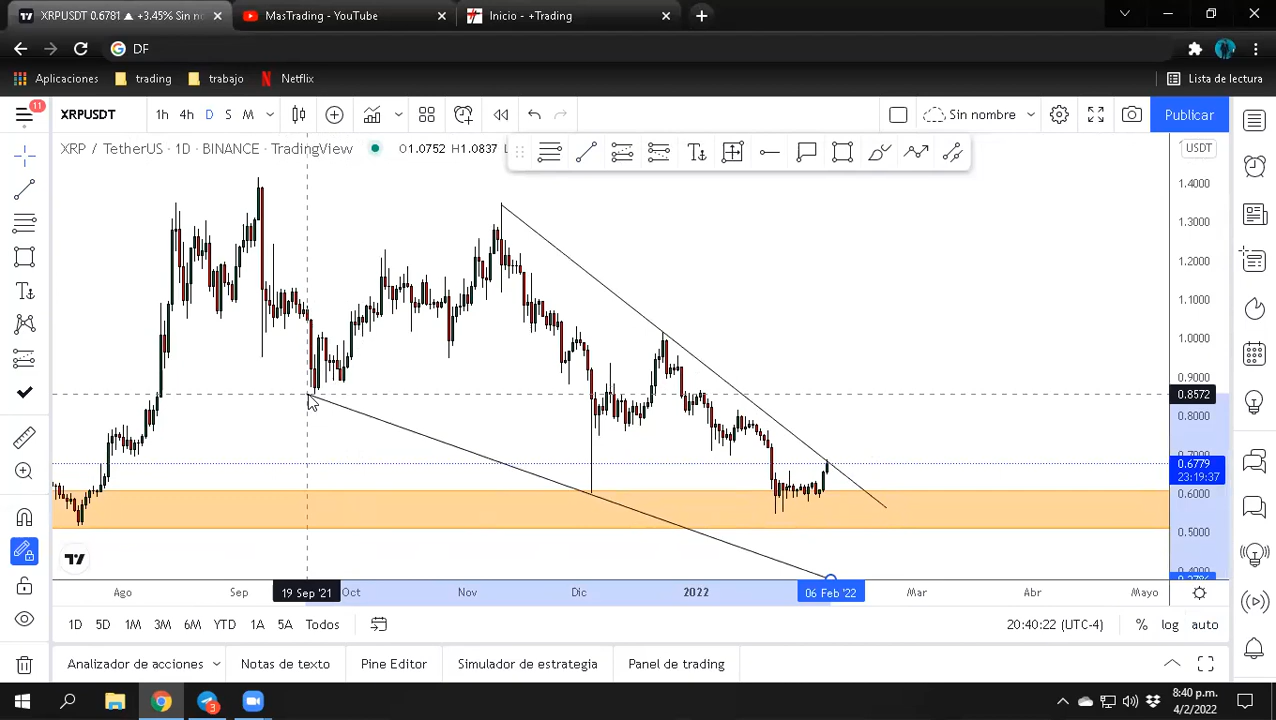 XRPUSDT 0.6781 ▲ +3.45% Sin n
MasTrading - YouTube
Inicio - +Trading
DF
Aplicaciones
trading
trabajo
Netflix
Lista de lectura
11
XRPUSDT
1h
4h
D
S
M
Sin nombre
Publicar
XRP / TetherUS · 1D · BINANCE · TradingView
O1.0752 H1.0837
USDT
1.4000
1.3000
1.2000
1.1000
1.0000
0.9000
0.8572
0.8000
0.6779
23:19:37
0.6000
0.5000
Ago
Sep
19 Sep '21
Oct
Nov
Dic
2022
06 Feb '22
Mar
Abr
Mayo
1D
5D
1M
3M
6M
YTD
1A
5A
Todos
20:40:22 (UTC-4)
%
log
auto
Analizador de acciones
Notas de texto
Pine Editor
Simulador de estrategia
Panel de trading
3
8:40 p.m.
4/2/2022